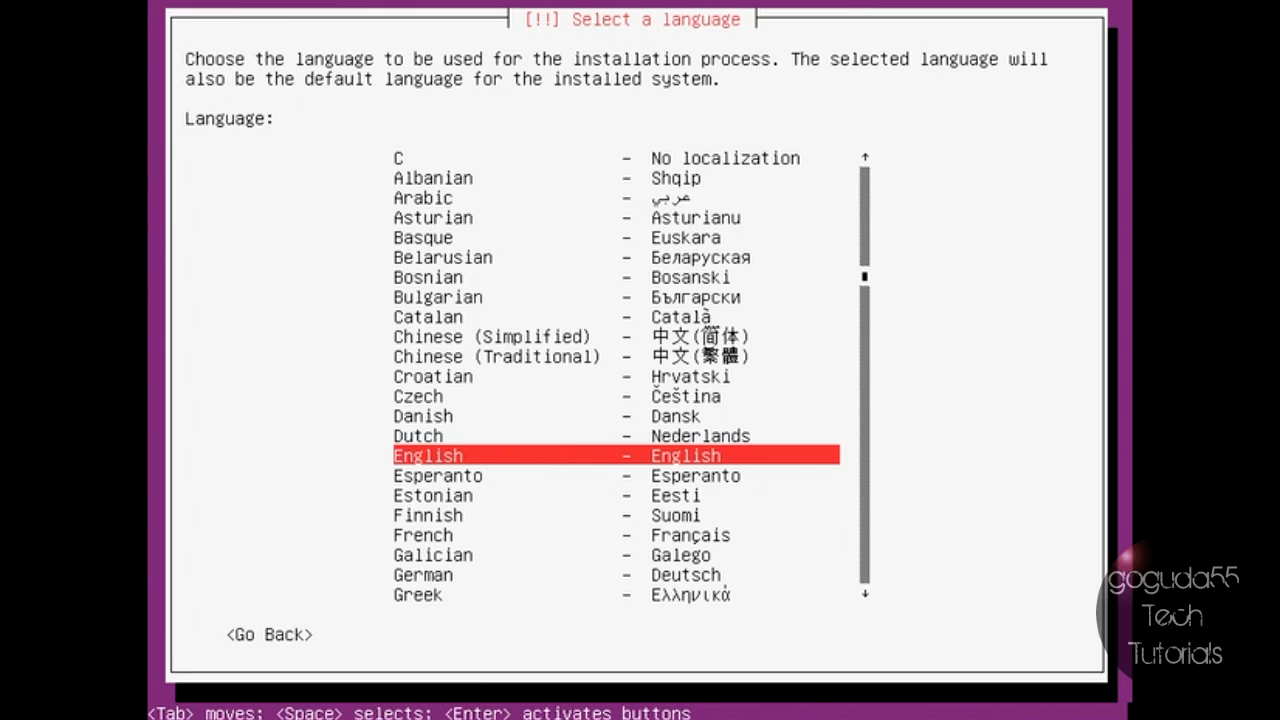 [!!] Select a language
Choose the language to be used for the installation process. The selected language will
also be the default language for the installed system.
Language:
C - No localization
Albanian - Shqip
Arabic - عربي
Asturian - Asturianu
Basque - Euskara
Belarusian - Беларуская
Bosnian - Bosanski
Bulgarian - Български
Catalan - Català
Chinese (Simplified) - 中文(简体)
Chinese (Traditional) - 中文(繁體)
Croatian - Hrvatski
Czech - Čeština
Danish - Dansk
Dutch - Nederlands
English - English
Esperanto - Esperanto
Estonian - Eesti
Finnish - Suomi
French - Français
Galician - Galego
German - Deutsch
Greek - Ελληνικά
<Go Back>
goguda55
Tech
Tutorials
<Tab> moves; <Space> selects; <Enter> activates buttons